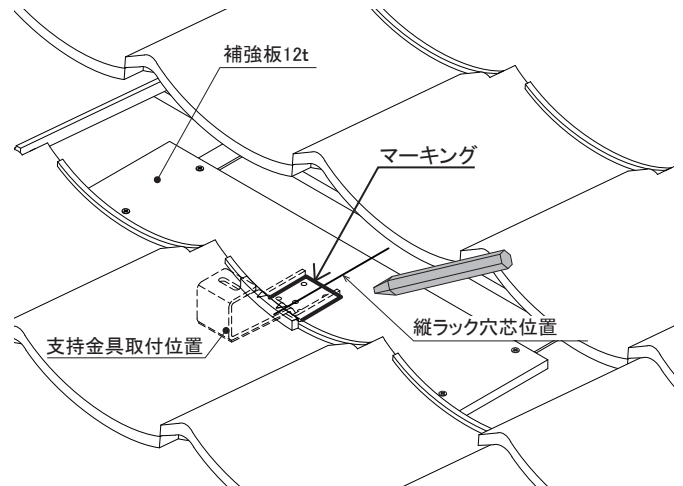 補強板12t
マーキング
縦ラック穴芯位置
支持金具取付位置